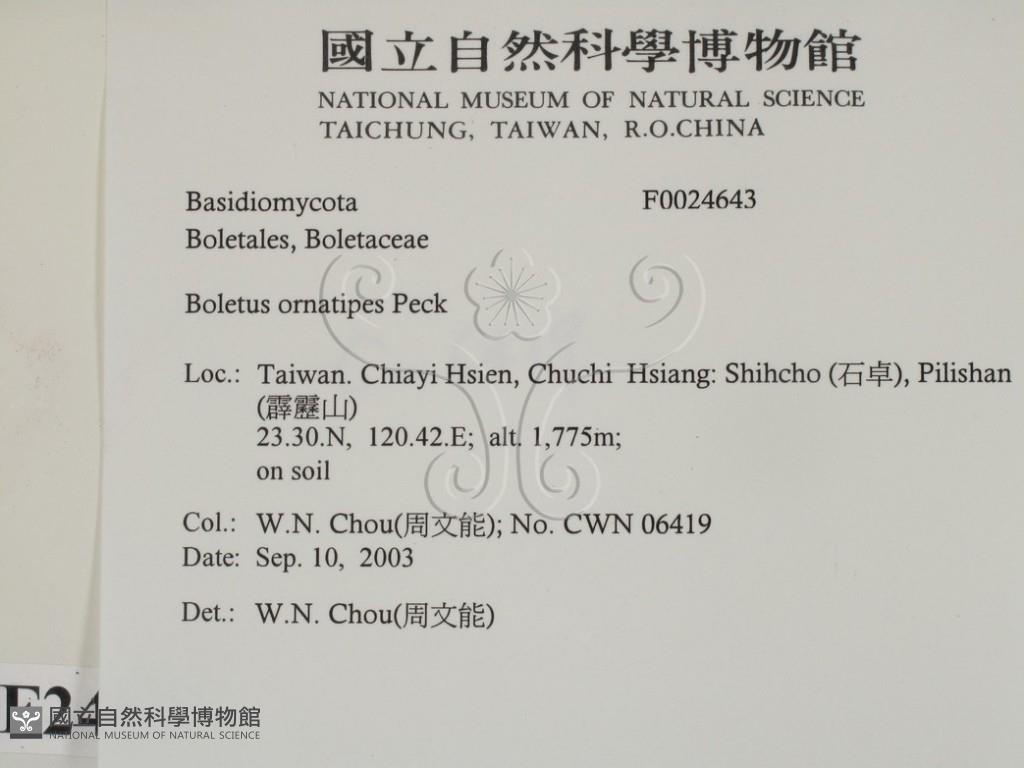 國立自然科學博物館
NATIONAL MUSEUM OF NATURAL SCIENCE
TAICHUNG, TAIWAN, R.O.CHINA
Basidiomycota F0024643
Boletales, Boletaceae
Boletus ornatipes Peck
Loc.: Taiwan. Chiayi Hsien, Chuchi Hsiang: Shihcho (石卓), Pilishan
(霹靂山)
23.30.N, 120.42.E; alt. 1,775m;
on soil
Col.: W.N. Chou(周文能); No. CWN 06419
Date: Sep. 10, 2003
Det.: W.N. Chou(周文能)
F24
國立自然科學博物館
NATIONAL MUSEUM OF NATURAL SCIENCE